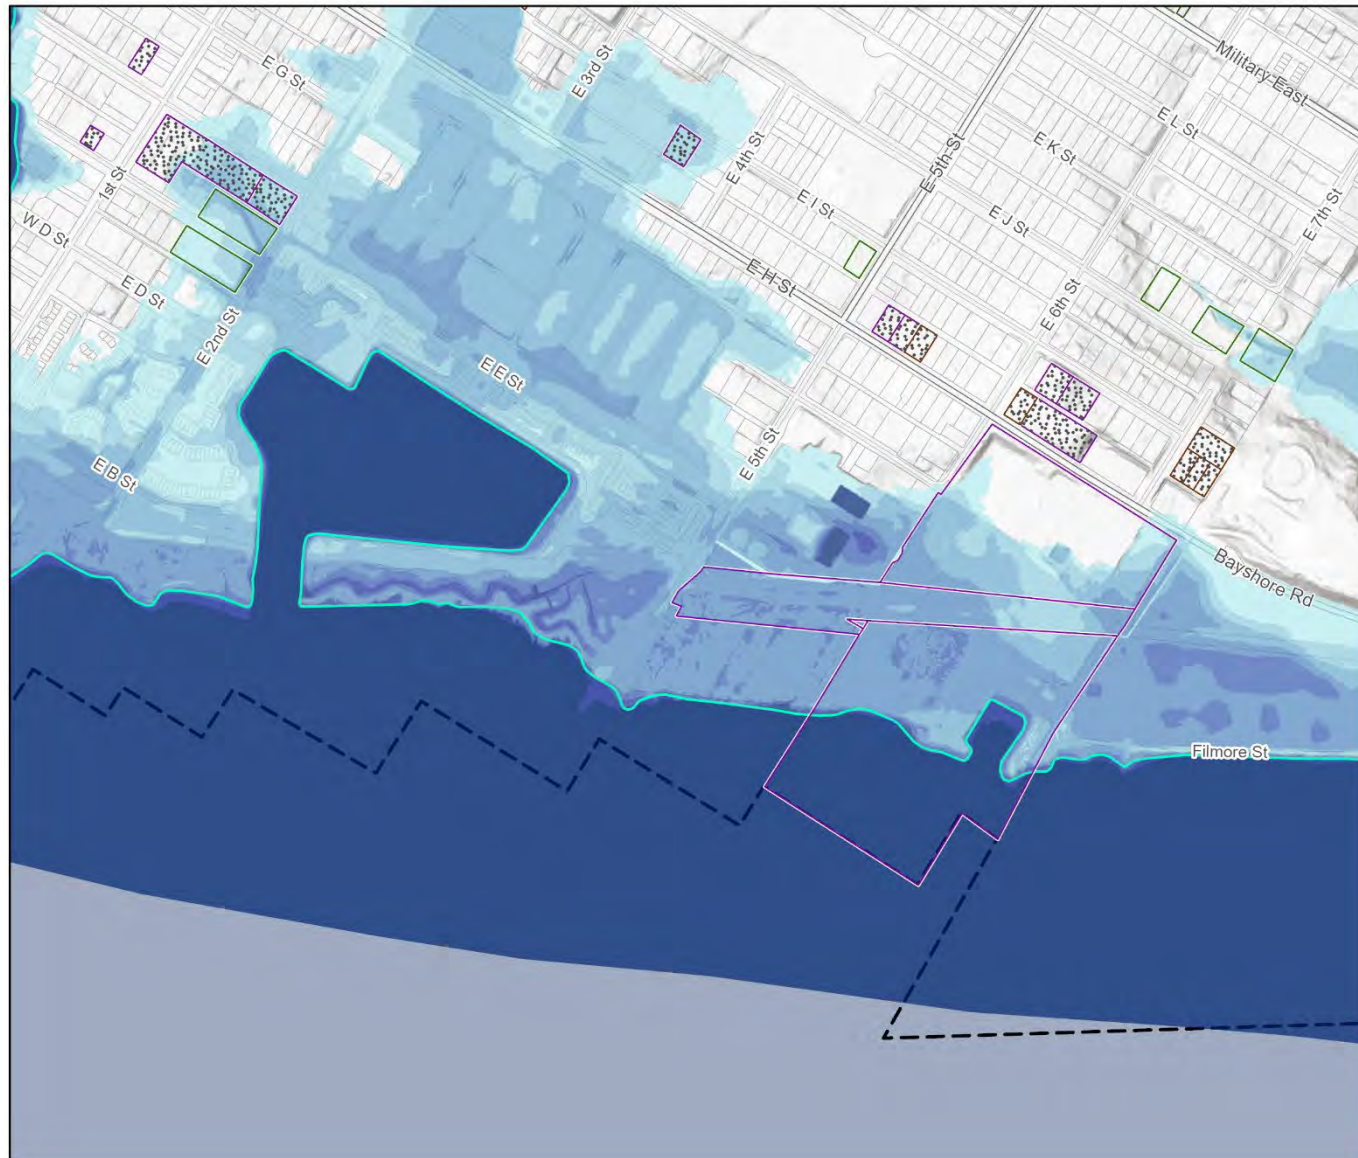 Military East
E G St
E 3rd St
E L St
E K St
E 4th St
E 5th St
1st St
E I St
E J St
E 7th St
W D St
E D St
E H St
E 6th St
E 2nd St
E E St
E 5th St
E B St
Bayshore Rd
Filmore St